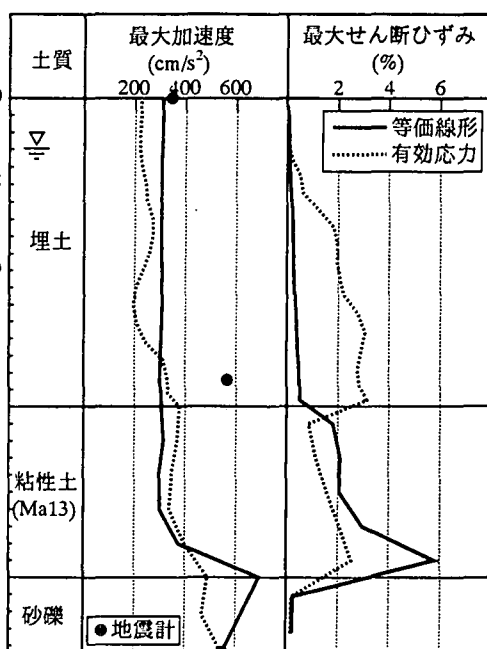 土質
最大加速度
(cm/s²)
200 400 600
最大せん断ひずみ
(%)
2 4 6
等価線形
有効応力
埋土
粘性土
(Ma13)
砂礫
地震計